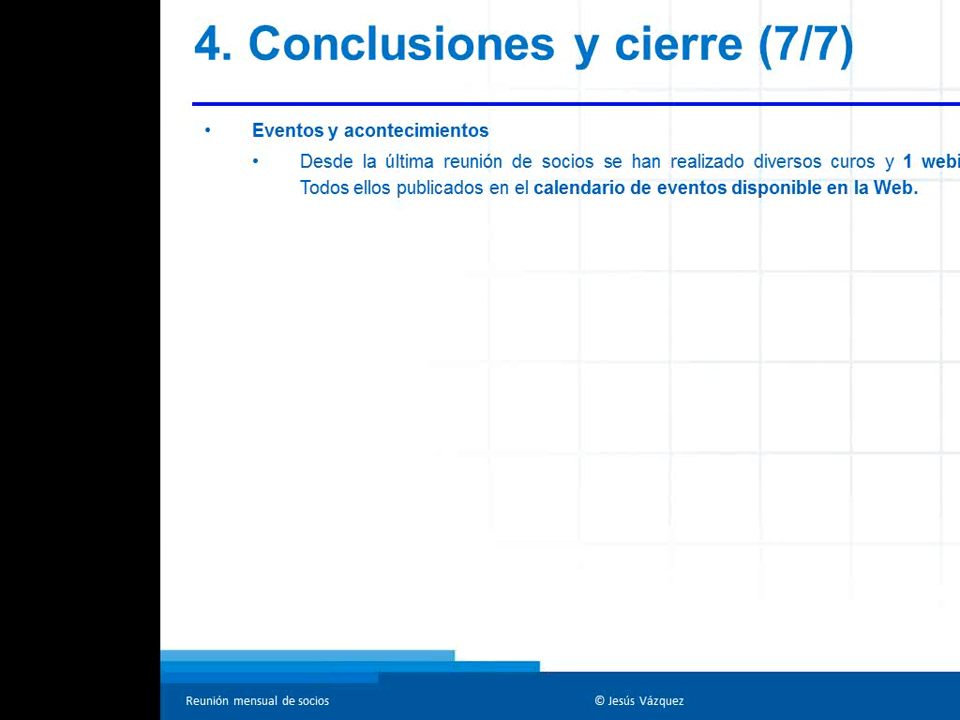 4. Conclusiones y cierre (7/7)
• Eventos y acontecimientos
• Desde la última reunión de socios se han realizado diversos curos y 1 webi
Todos ellos publicados en el calendario de eventos disponible en la Web.
Reunión mensual de socios © Jesús Vázquez